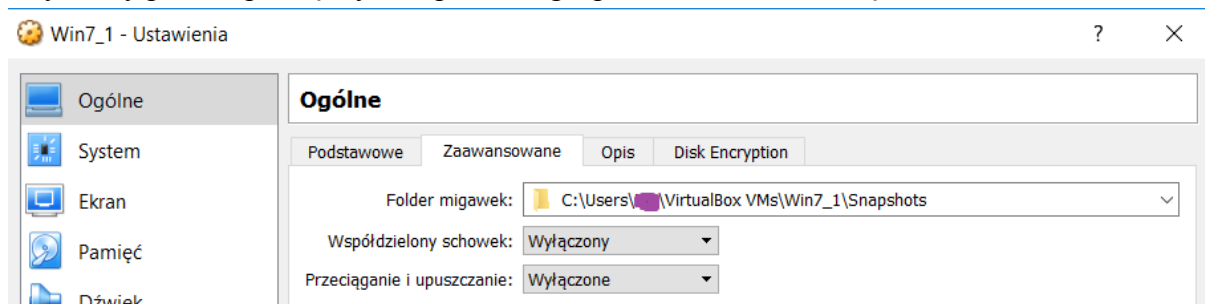 Win7_1 - Ustawienia ? ×
Ogólne
System
Ekran
Pamięć
Dźwięk
Ogólne
Podstawowe Zaawansowane Opis Disk Encryption
Folder migawek: C:\Users\ \VirtualBox VMs\Win7_1\Snapshots
Współdzielony schowek: Wyłączony
Przeciąganie i upuszczanie: Wyłączone